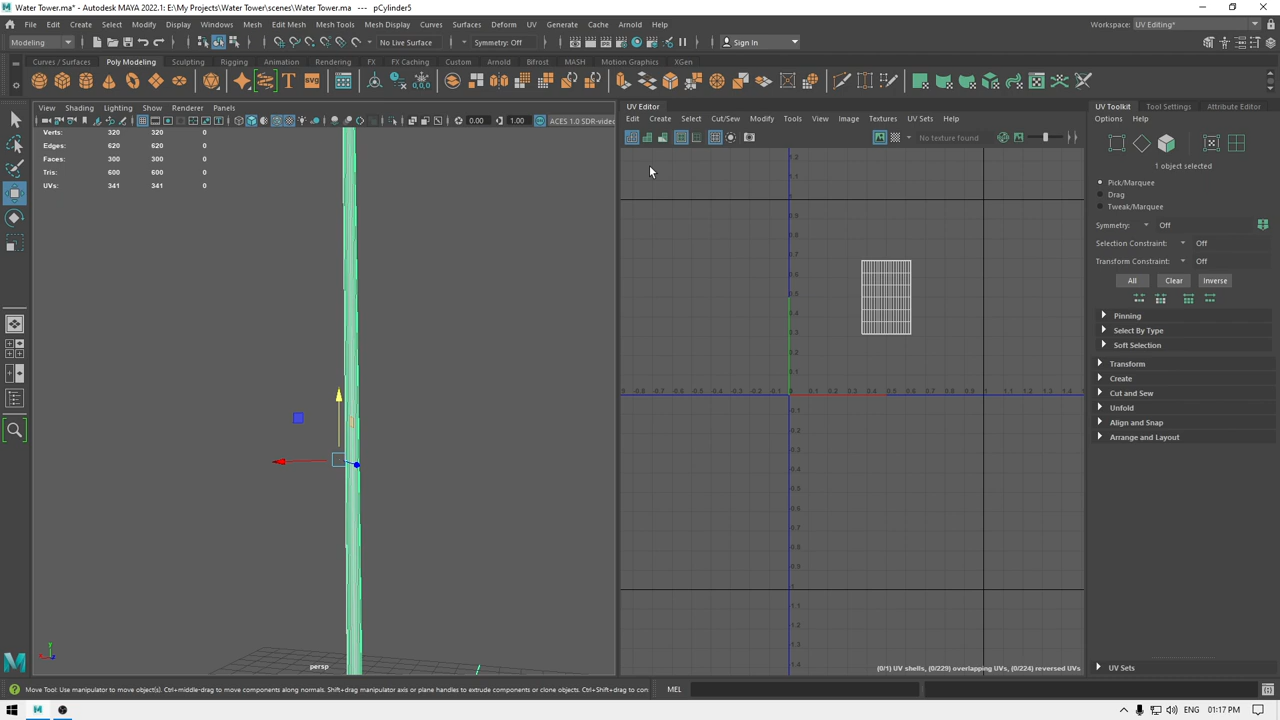 Water Tower.ma* - Autodesk MAYA 2022.1: E:\My Projects\Water Tower\scenes\Water Tower.ma --- pCylinder5
File Edit Create Select Modify Display Windows Mesh Edit Mesh Mesh Tools Mesh Display Curves Surfaces Deform UV Generate Cache Arnold Help
Workspace: UV Editing*
Modeling
No Live Surface
Symmetry: Off
Sign In
Curves / Surfaces Poly Modeling Sculpting Rigging Animation Rendering FX FX Caching Custom Arnold Bifrost MASH Motion Graphics XGen
View Shading Lighting Show Renderer Panels
0.00 1.00 ACES 1.0 SDR-video
Verts: 320 320 0
Edges: 620 620 0
Faces: 300 300 0
Tris: 600 600 0
UVs: 341 341 0
persp
UV Editor
Edit Create Select Cut/Sew Modify Tools View Image Textures UV Sets Help
No texture found
(0/1) UV shells, (0/229) overlapping UVs, (0/224) reversed UVs
UV Toolkit Tool Settings Attribute Editor
Options Help
1 object selected
Pick/Marquee
Drag
Tweak/Marquee
Symmetry: Off
Selection Constraint: Off
Transform Constraint: Off
All Clear Inverse
Pinning
Select By Type
Soft Selection
Transform
Create
Cut and Sew
Unfold
Align and Snap
Arrange and Layout
UV Sets
Move Tool: Use manipulator to move object(s). Ctrl+middle-drag to move components along normals. Shift+drag manipulator axis or plane handles to extrude components or clone objects. Ctrl+Shift+drag to con
MEL
ENG 01:17 PM